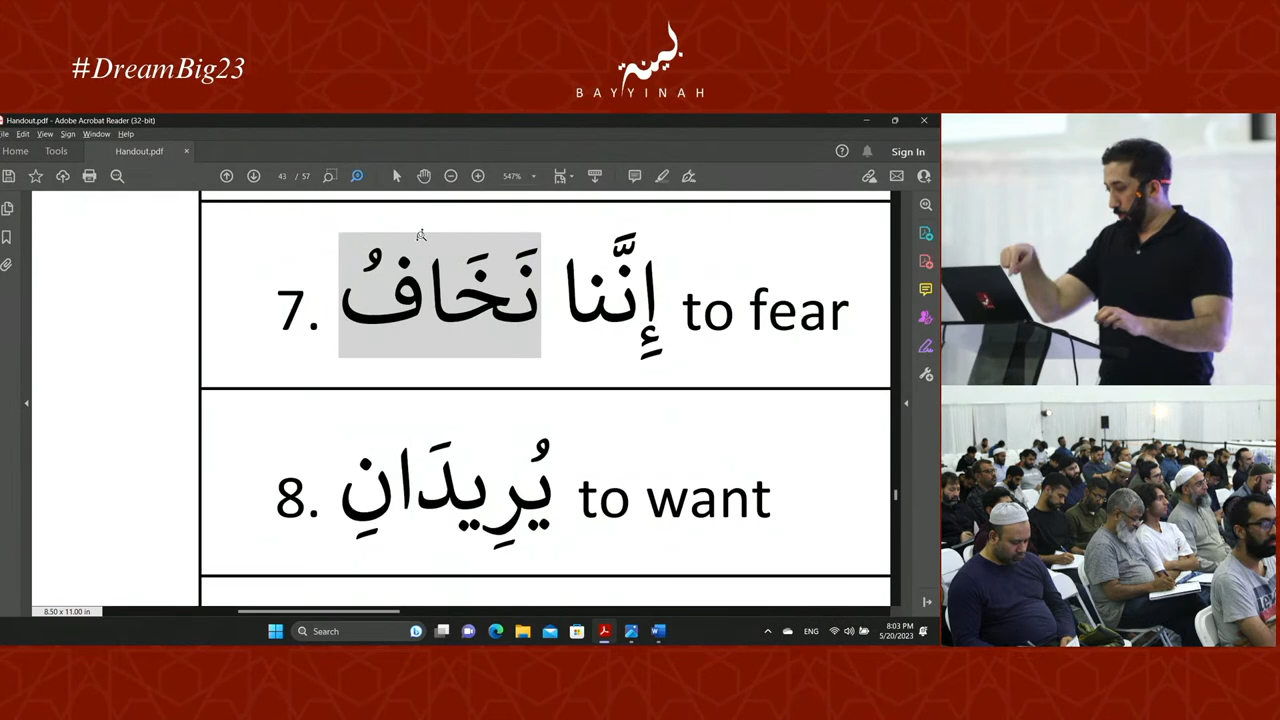 #DreamBig23
بينة
BAYYINAH
Handout.pdf - Adobe Acrobat Reader (32-bit)
ile Edit View Sign Window Help
Home Tools Handout.pdf × Sign In
43 / 57 547%
7. إِنَّنا نَخَافُ to fear
8. يُرِيدَانِ to want
8.50 x 11.00 in
Search
ENG
8:03 PM
5/20/2023